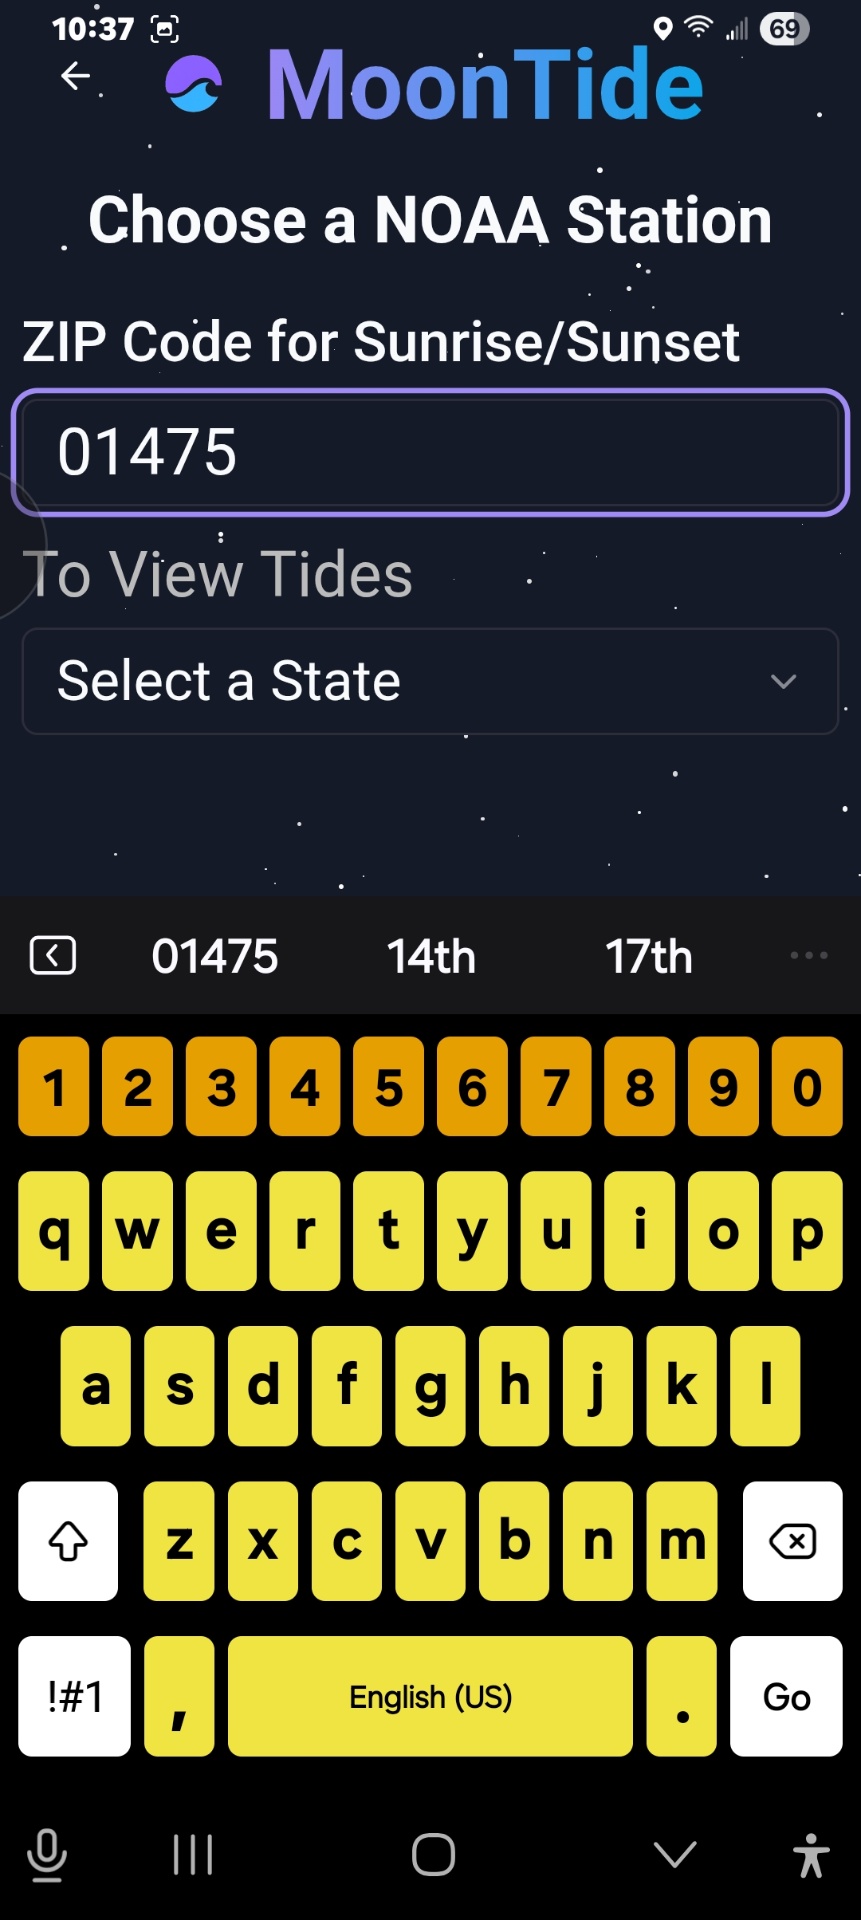 10:37 69
MoonTide
Choose a NOAA Station
ZIP Code for Sunrise/Sunset
01475
To View Tides
Select a State
01475 14th 17th ...
1 2 3 4 5 6 7 8 9 0
q w e r t y u i o p
a s d f g h j k l
z x c v b n m
!#1 , English (US) . Go